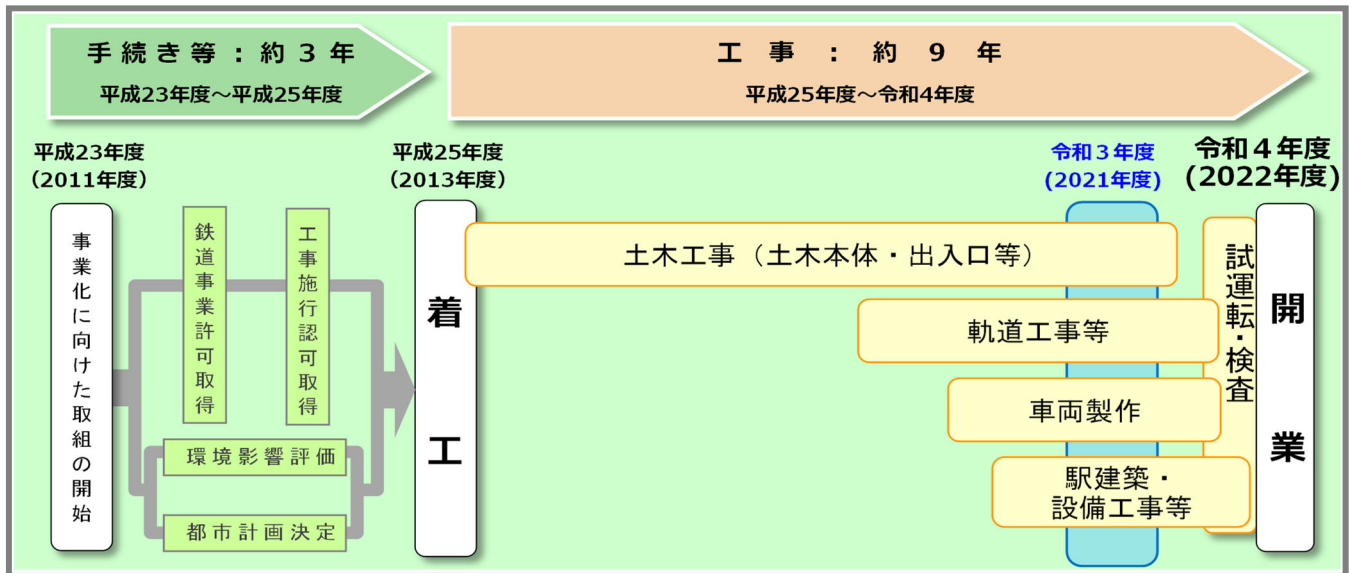 手続き等：約３年
平成23年度～平成25年度
工事：約９年
平成25年度～令和4年度
平成23年度
（2011年度）
平成25年度
（2013年度）
令和３年度
(2021年度)
令和４年度
(2022年度)
事業化に向けた取組の開始
鉄道事業許可取得
工事施行認可取得
環境影響評価
都市計画決定
着工
土木工事（土木本体・出入口等）
軌道工事等
車両製作
駅建築・
設備工事等
試運転・検査
開業